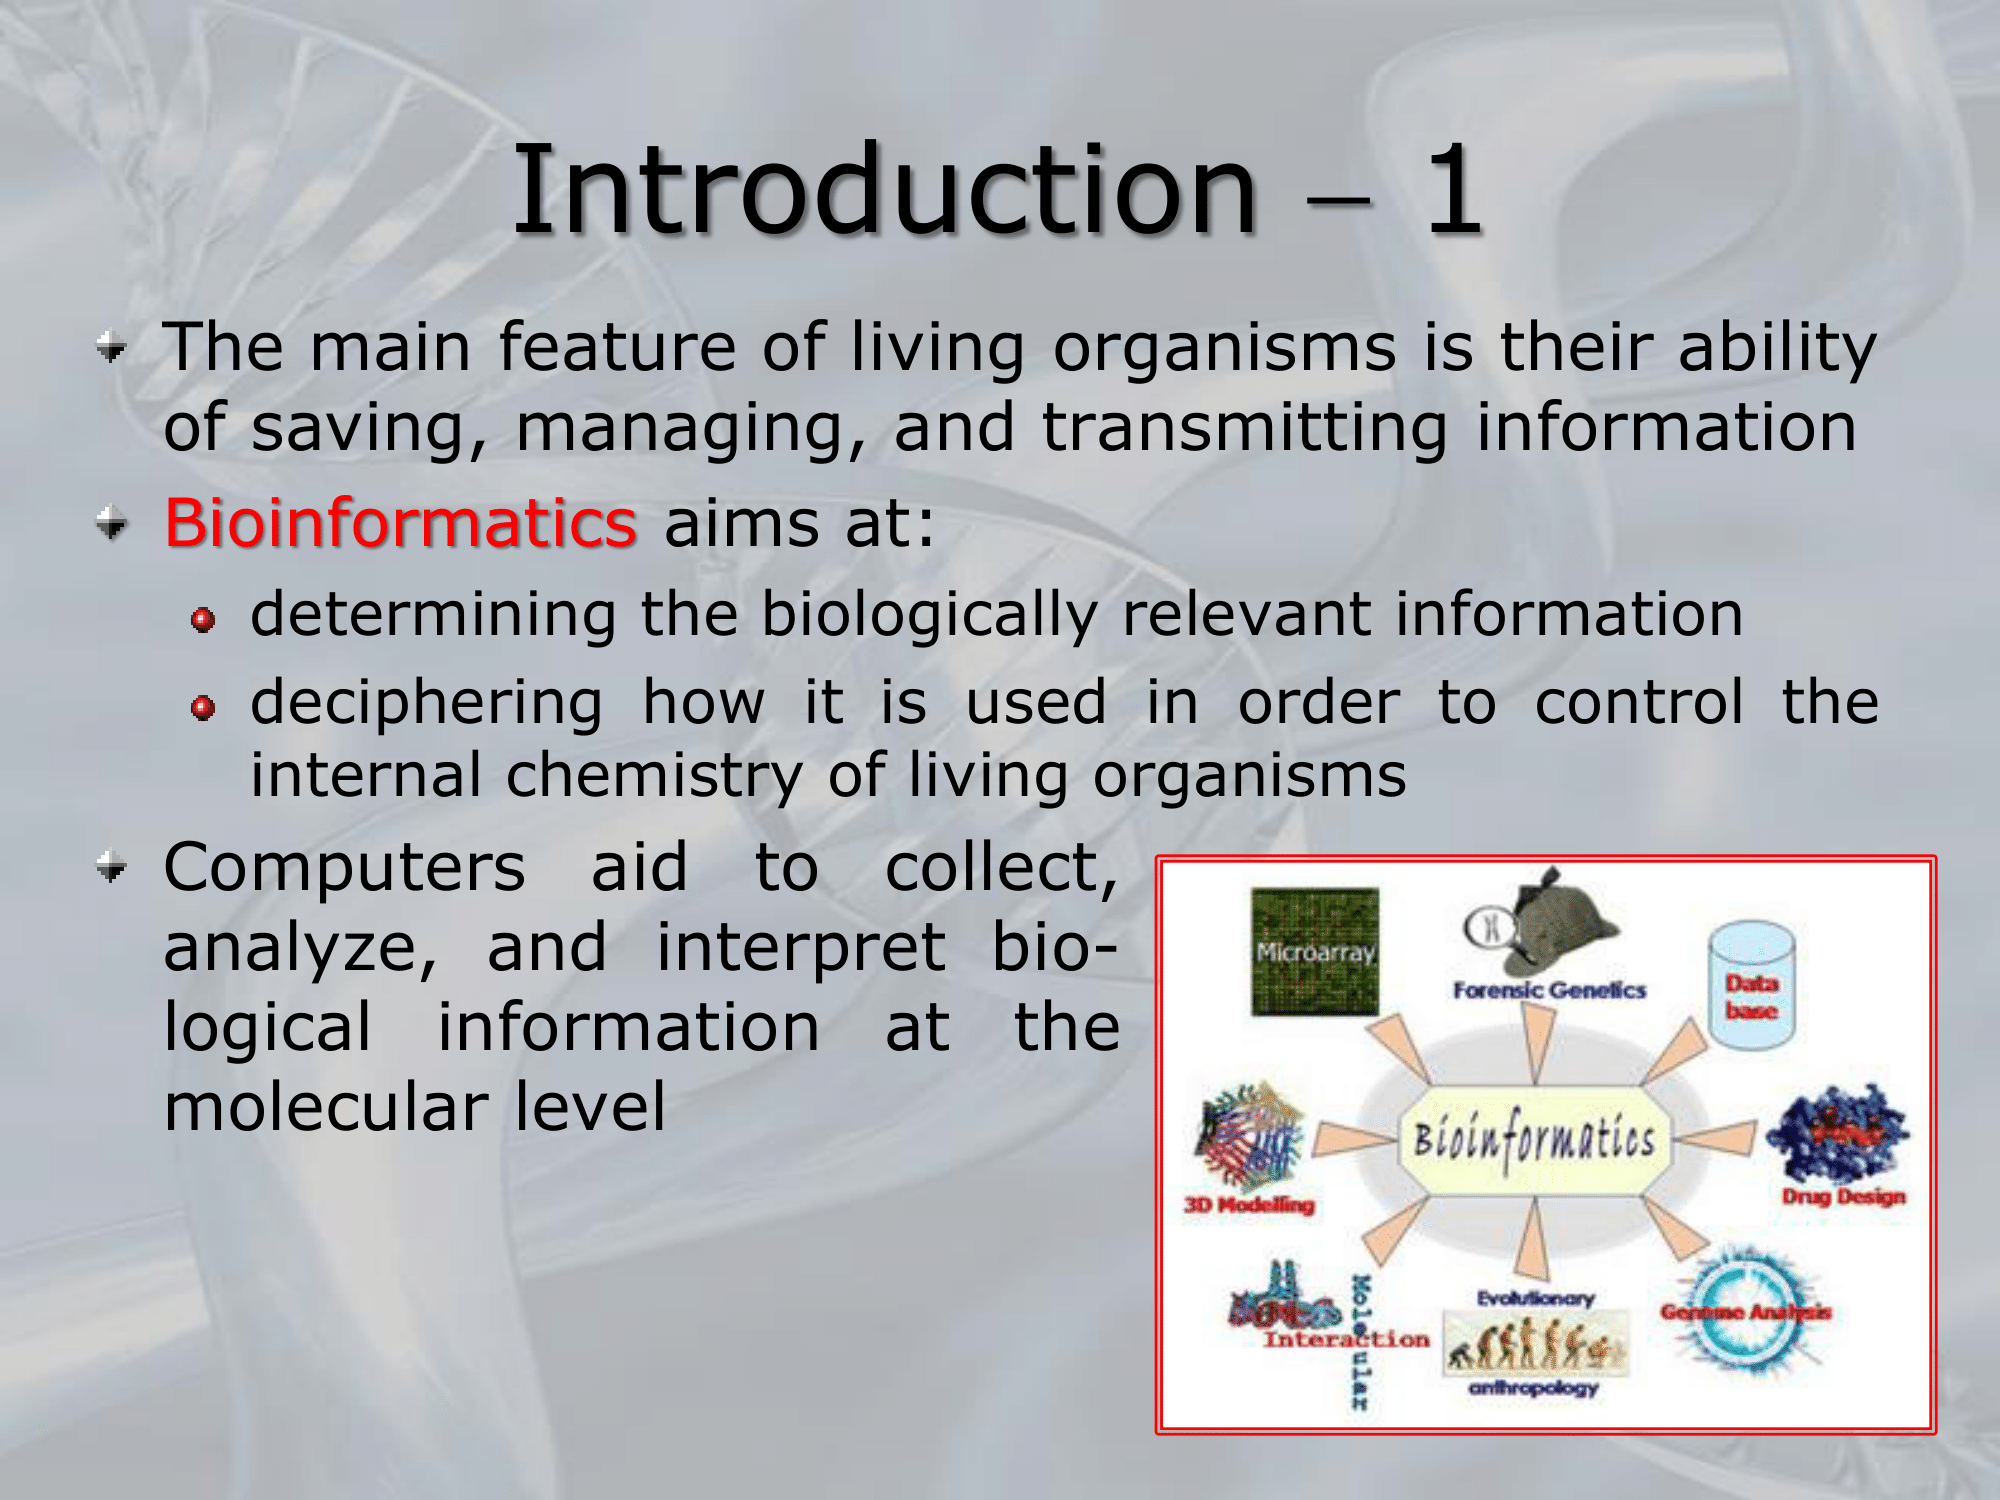 Introduction – 1
The main feature of living organisms is their ability
of saving, managing, and transmitting information
Bioinformatics aims at:
determining the biologically relevant information
deciphering how it is used in order to control the
internal chemistry of living organisms
Computers aid to collect,
analyze, and interpret bio-
logical information at the
molecular level
Microarray
Forensic Genetics
Data
base
3D Modelling
Bioinformatics
Drug Design
Molecular
Interaction
Evolutionary
anthropology
Genome Analysis